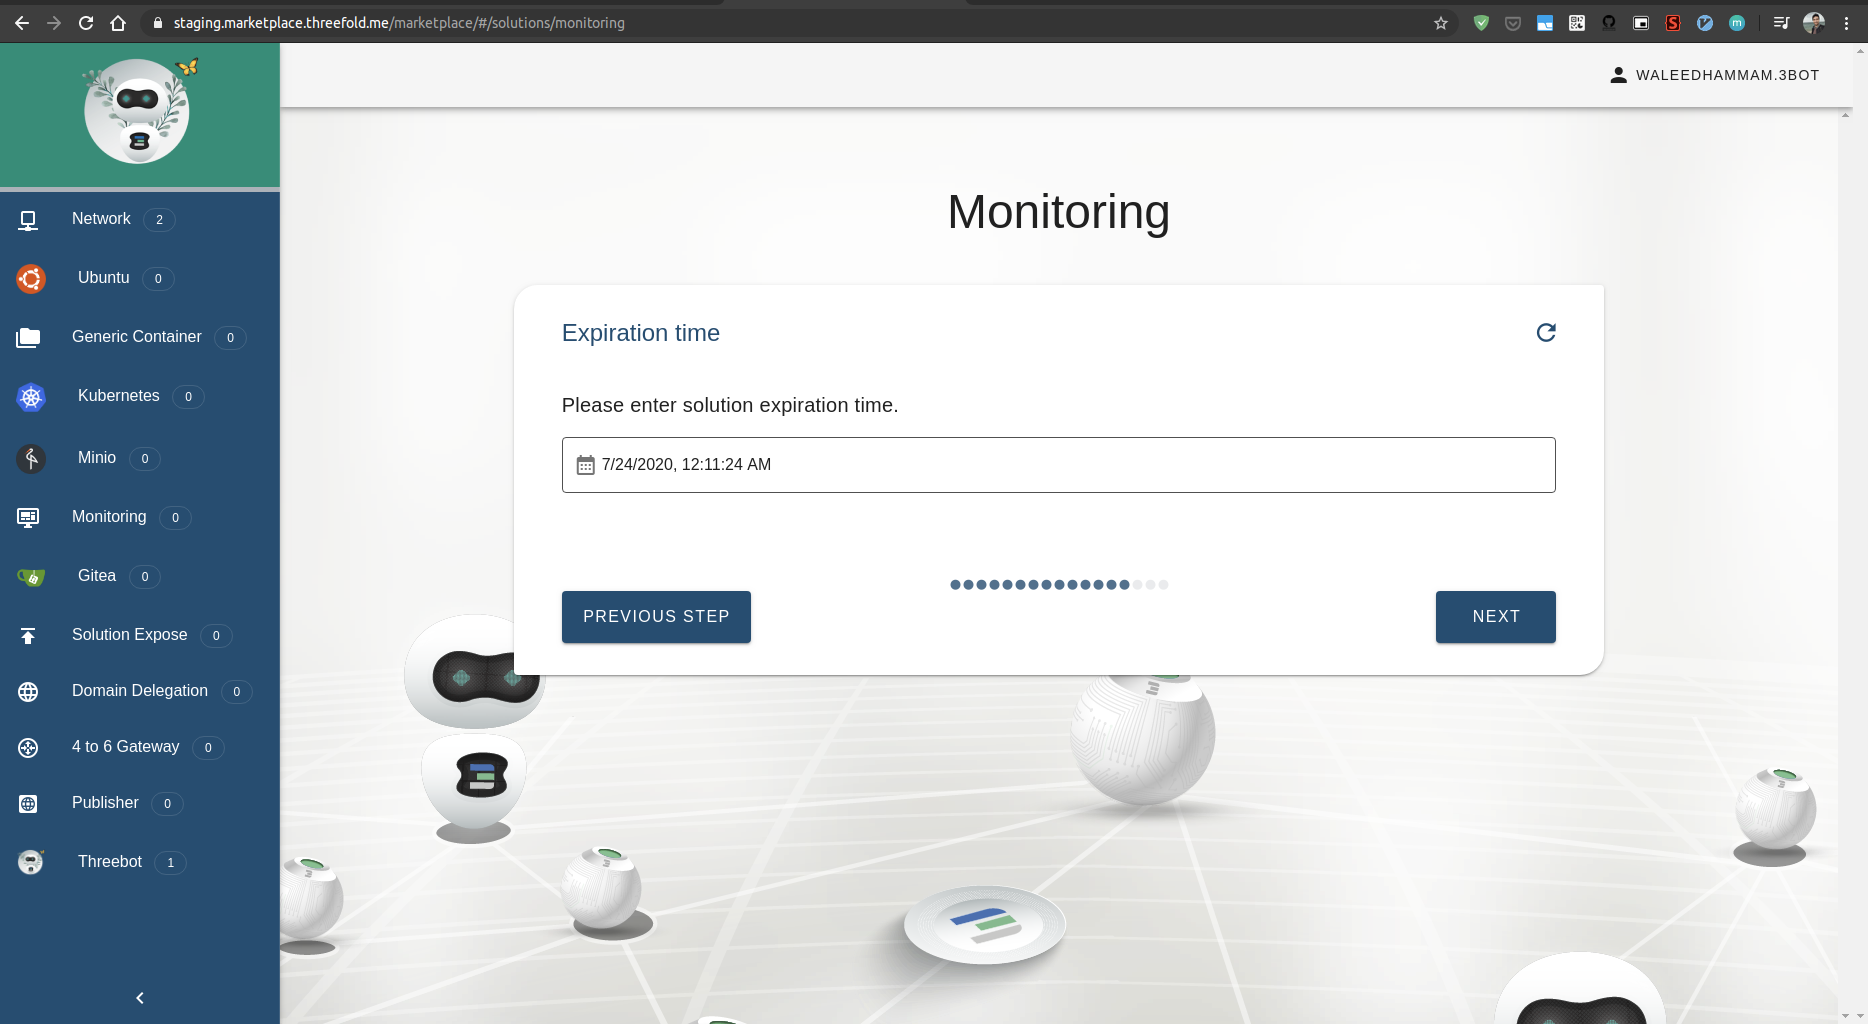 staging.marketplace.threefold.me/marketplace/#/solutions/monitoring
WALEEDHAMMAM.3BOT
Network 2
Ubuntu 0
Generic Container 0
Kubernetes 0
Minio 0
Monitoring 0
Gitea 0
Solution Expose 0
Domain Delegation 0
4 to 6 Gateway 0
Publisher 0
Threebot 1
Monitoring
Expiration time
Please enter solution expiration time.
7/24/2020, 12:11:24 AM
PREVIOUS STEP
NEXT